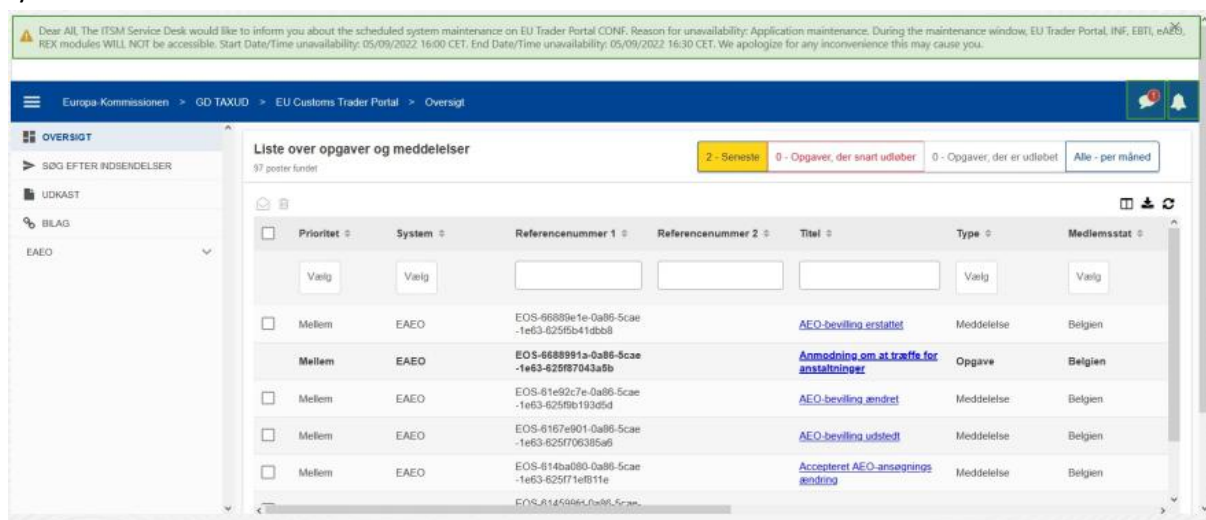 Dear All, The ITSM Service Desk would like to inform you about the scheduled system maintenance on EU Trader Portal CONF. Reason for unavailability: Application maintenance. During the maintenance window, EU Trader Portal, INF, EBTI, eAEO,
REX modules WILL NOT be accessible. Start Date/Time unavailability: 05/09/2022 16:00 CET. End Date/Time unavailability: 05/09/2022 16:30 CET. We apologize for any inconvenience this may cause you.
Europa-Kommissionen > GD TAXUD > EU Customs Trader Portal > Oversigt
OVERSIGT
SØG EFTER INDSENDELSER
UDKAST
BILAG
EAEO
Liste over opgaver og meddelelser
97 poster fundet
2 - Seneste 0 - Opgaver, der snart udløber 0 - Opgaver, der er udløbet Alle - per måned
Prioritet System Referencenummer 1 Referencenummer 2 Titel Type Medlemsstat
Vælg Vælg Vælg Vælg
Mellem EAEO EOS-66889e1e-0a86-5cae AEO-bevilling erstattet Meddelelse Belgien
-1e63-625f5b41dbb8
Mellem EAEO EOS-6688991a-0a86-5cae Anmodning om at træffe for Opgave Belgien
-1e63-625f87043a5b anstaltninger
Mellem EAEO EOS-61e92c7e-0a86-5cae AEO-bevilling ændret Meddelelse Belgien
-1e63-625f9b193d5d
Mellem EAEO EOS-6167e901-0a86-5cae AEO-bevilling udstedt Meddelelse Belgien
-1e63-625f706385a6
Mellem EAEO EOS-614ba080-0a86-5cae Accepteret AEO-ansøgnings Meddelelse Belgien
-1e63-625f71ef811e ændring